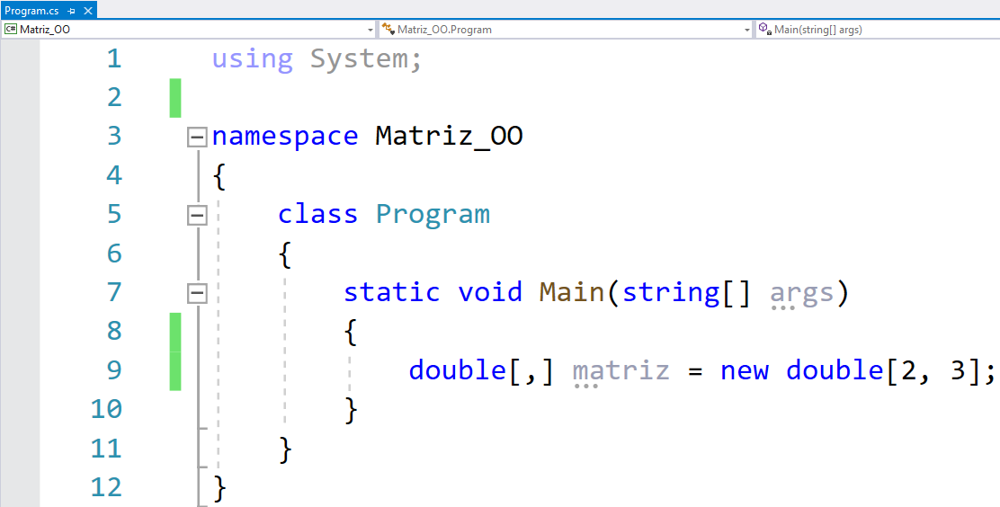 Program.cs
C# Matriz_OO Matriz_OO.Program Main(string[] args)
1 using System;
2
3 namespace Matriz_OO
4 {
5 class Program
6 {
7 static void Main(string[] args)
8 {
9 double[,] matriz = new double[2, 3];
10 }
11 }
12 }